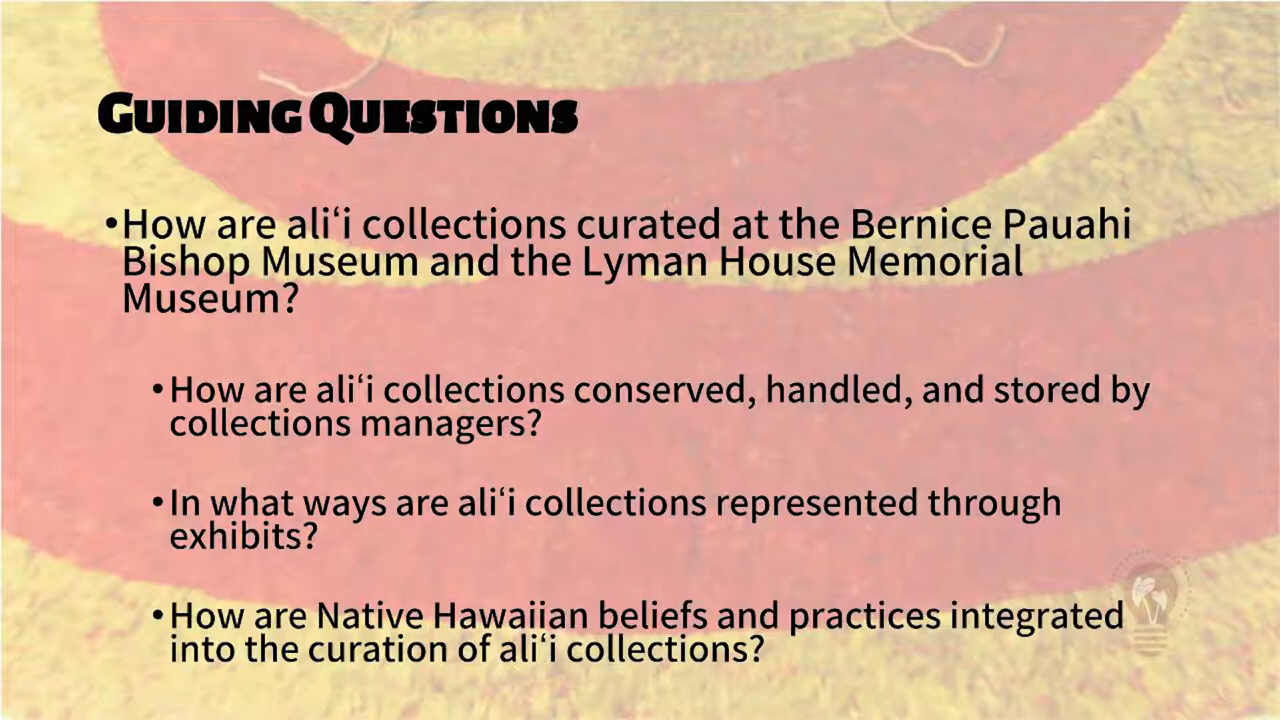 Guiding Questions
•How are aliʻi collections curated at the Bernice Pauahi
Bishop Museum and the Lyman House Memorial
Museum?
•How are aliʻi collections conserved, handled, and stored by
collections managers?
•In what ways are aliʻi collections represented through
exhibits?
•How are Native Hawaiian beliefs and practices integrated
into the curation of aliʻi collections?